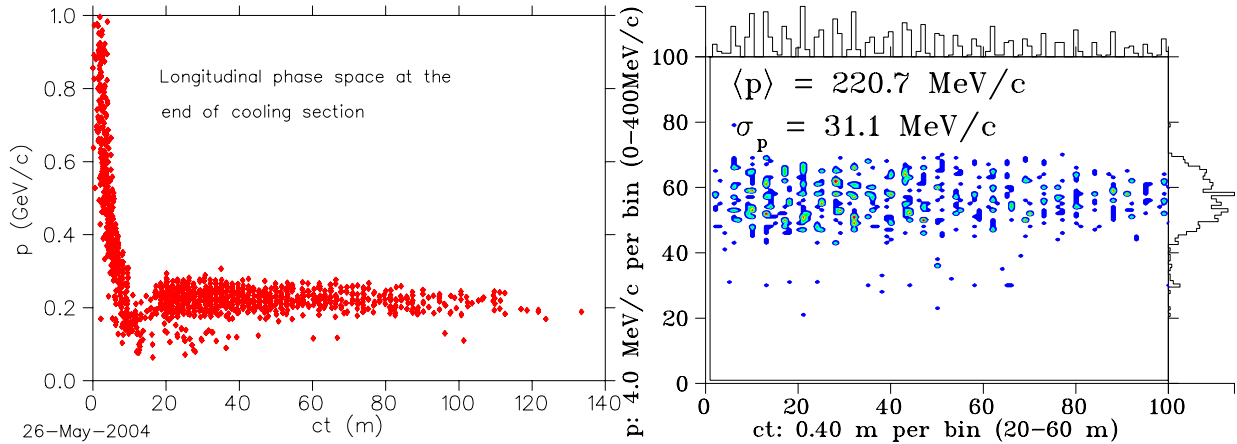 1.0
0.8
0.6
0.4
0.2
0.0
p (GeV/c)
Longitudinal phase space at the
end of cooling section
0 20 40 60 80 100 120 140
ct (m)
26-May-2004
p: 4.0 MeV/c per bin (0-400MeV/c)
100
80
60
40
20
0
⟨p⟩ = 220.7 MeV/c
σp = 31.1 MeV/c
0 20 40 60 80 100
ct: 0.40 m per bin (20-60 m)